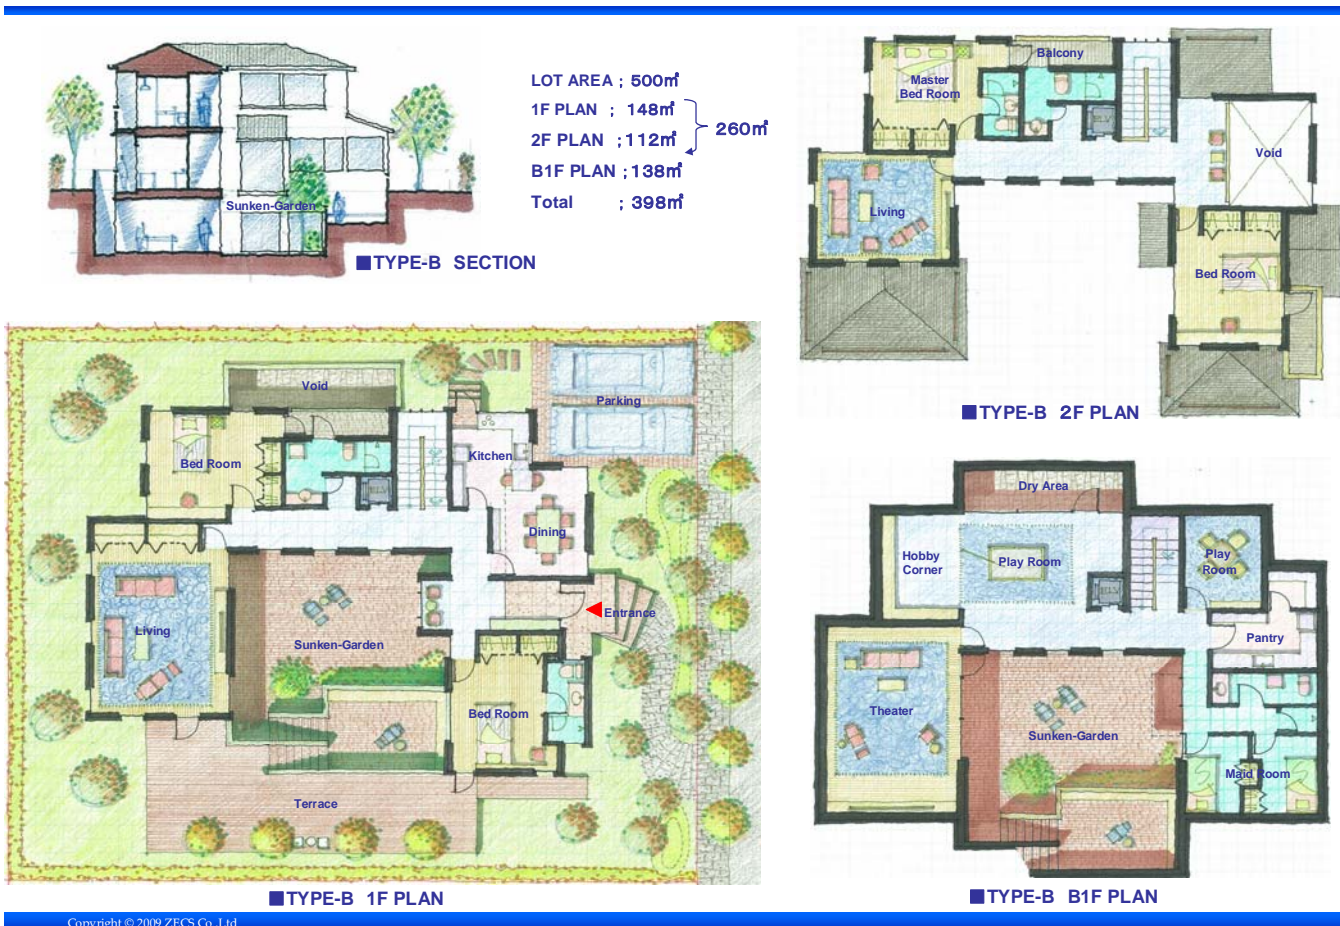 LOT AREA ; 500㎡
1F PLAN ; 148㎡
2F PLAN ;112㎡
260㎡
B1F PLAN ; 138㎡
Total ; 398㎡
Sunken-Garden
■TYPE-B SECTION
Balcony
Master
Bed Room
Void
Living
Bed Room
■TYPE-B 2F PLAN
Void
Parking
Bed Room
Kitchen
Dining
Entrance
Living
Sunken-Garden
Bed Room
Terrace
■TYPE-B 1F PLAN
Dry Area
Hobby
Corner
Play Room
Play
Room
Pantry
Theater
Sunken-Garden
Maid Room
■TYPE-B B1F PLAN
Copyright © 2009 ZECS Co.,Ltd